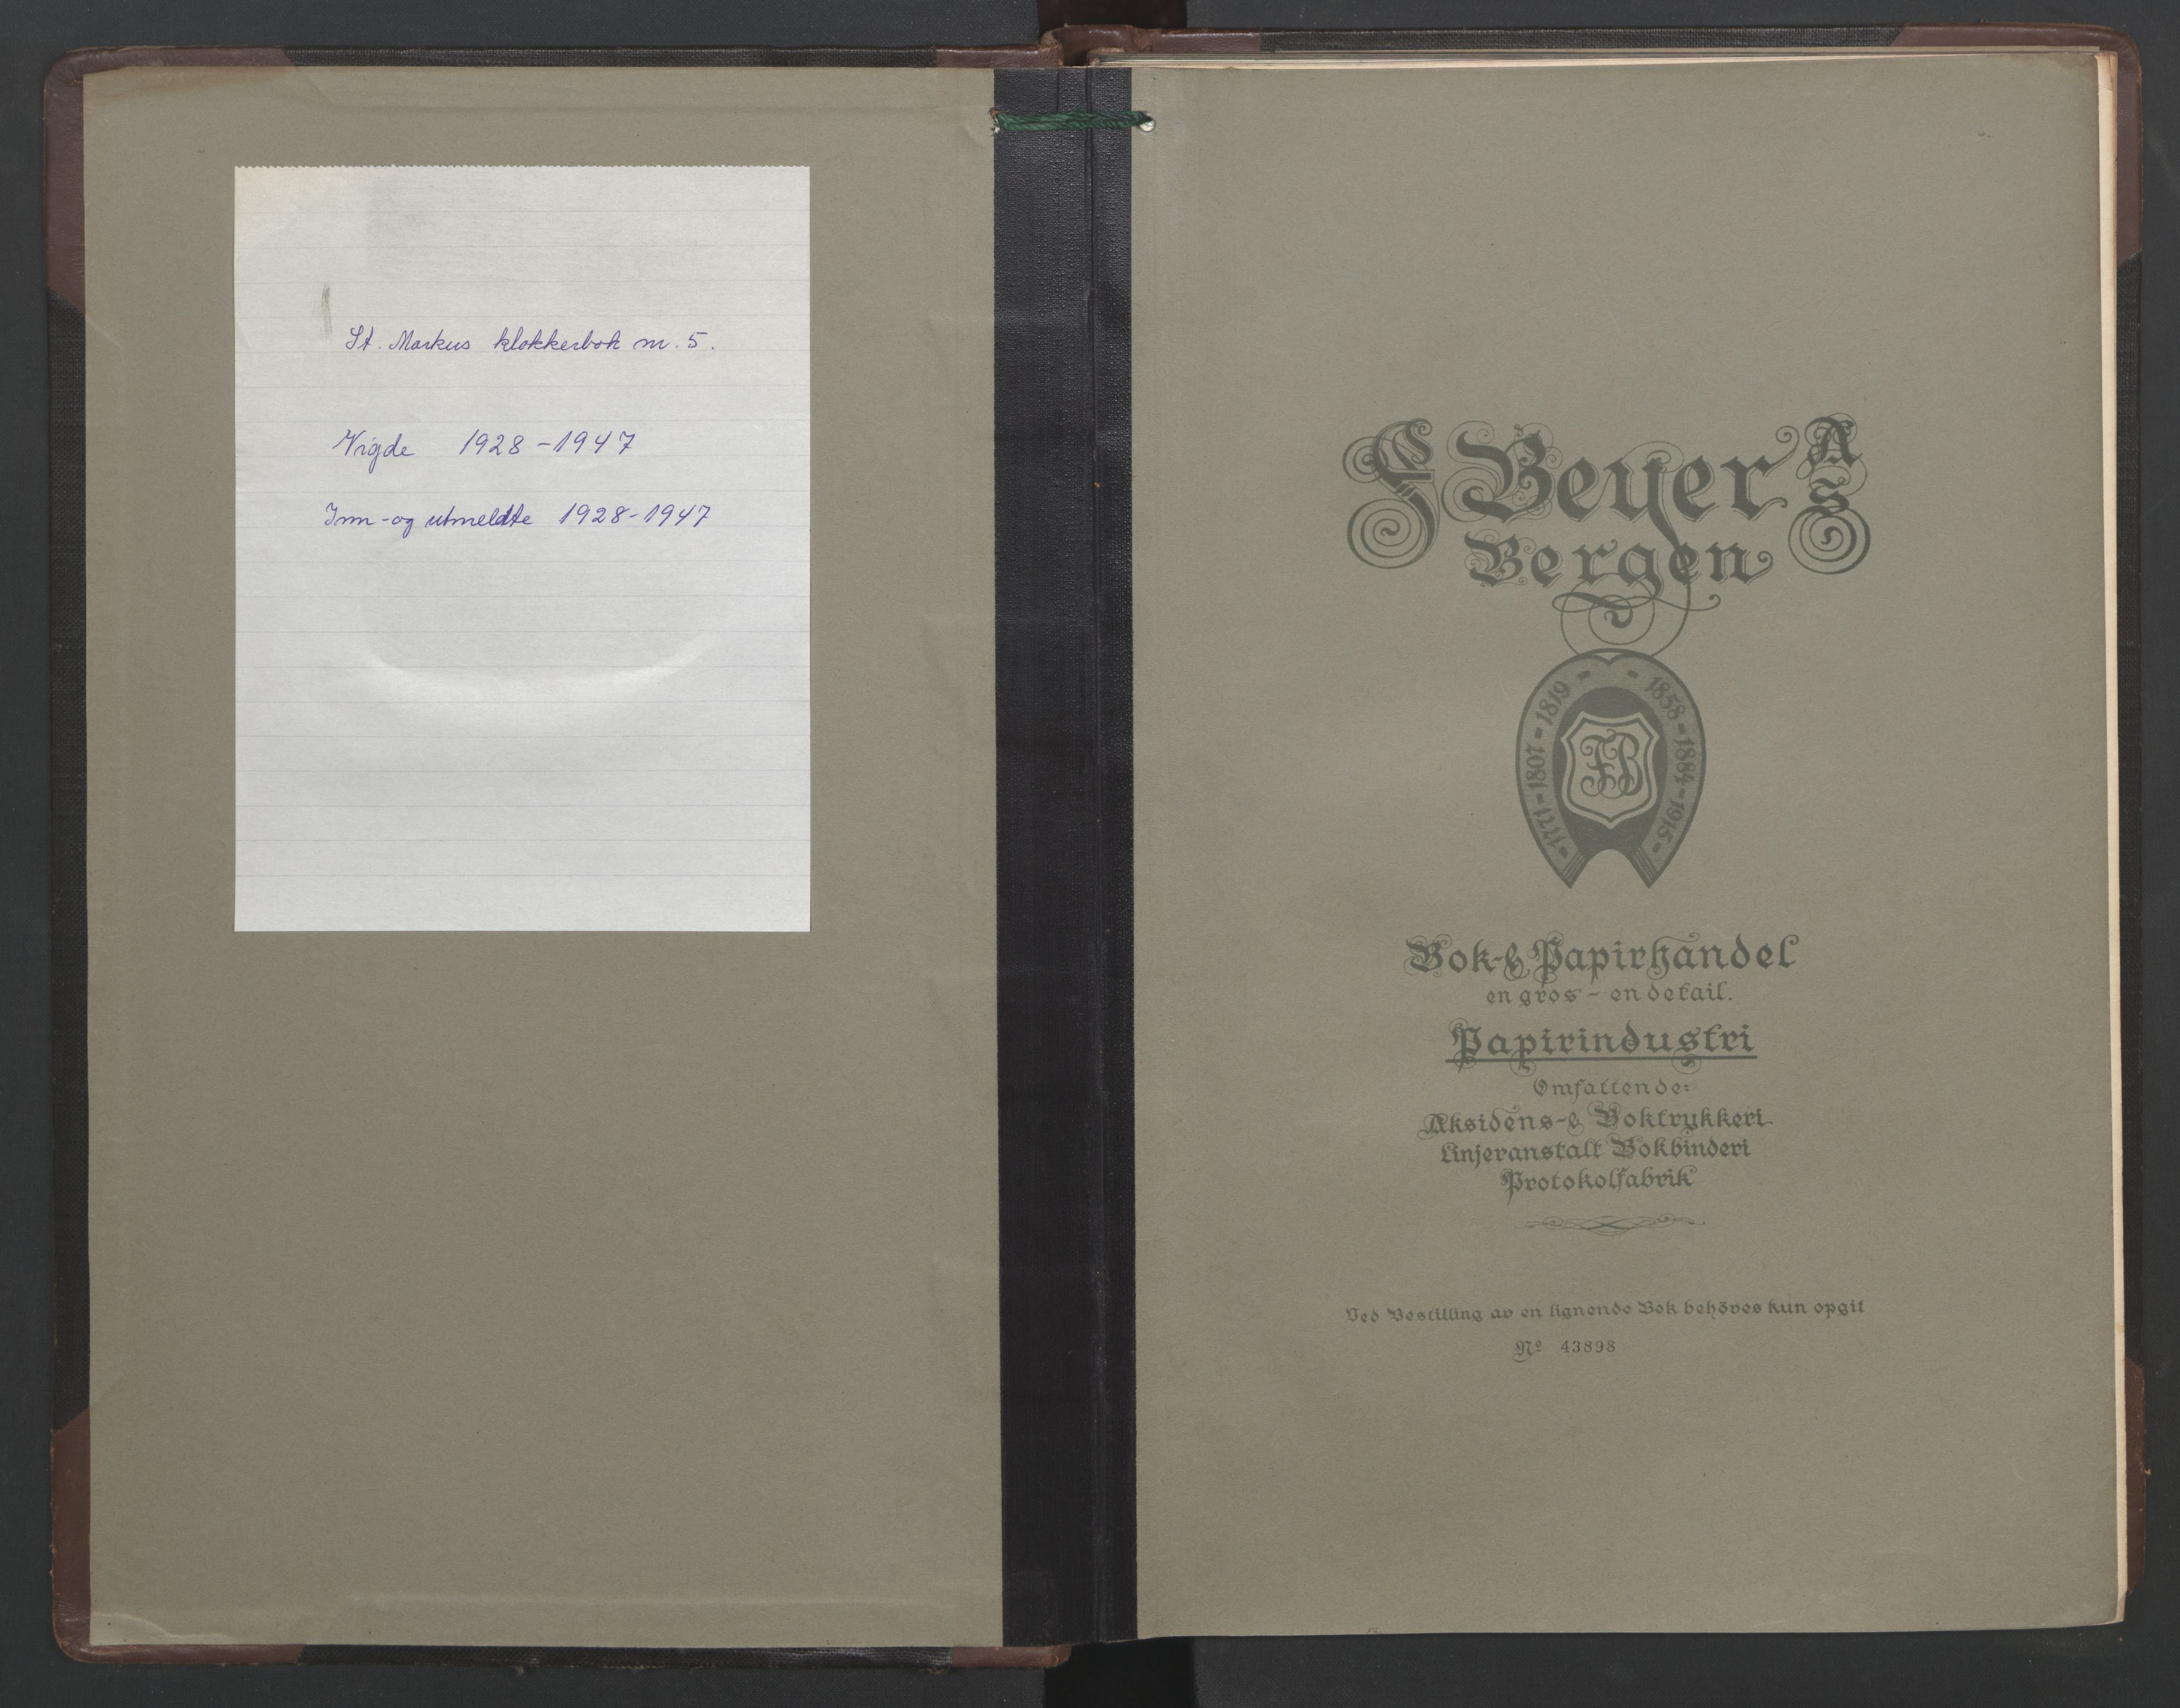 St. Markus klokkerbok nr. 5.
Vigde 1928-1947
Inn-og utmeldte 1928-1947
F Beyer A/S
Bergen
-1771-1807-1819- -1858-1884-1915-
FB
Bok-& Papirhandel
en gros - en detail.
Papirindustri
Omfattende:
Aksidens-& Boktrykkeri
Linjeranstalt Bokbinderi
Protokolfabrik
Ved Bestilling av en lignende Bok behöves kun opgit
Nº 43898